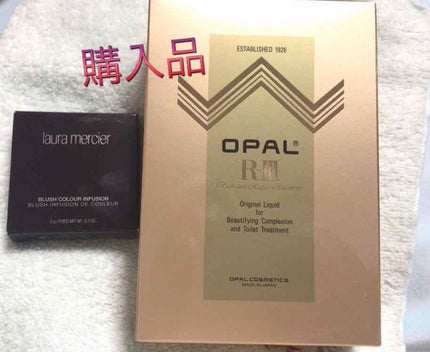 購入品
laura mercier
BLUSH COLOUR INFUSION
BLUSH INFUSION DE COULEUR
ESTABLISHED 1926
OPAL®
R-III
Original Liquid
for
Beautifying Complexion
and Toilet Treatment
OPAL COSMETICS
MADE IN JAPAN